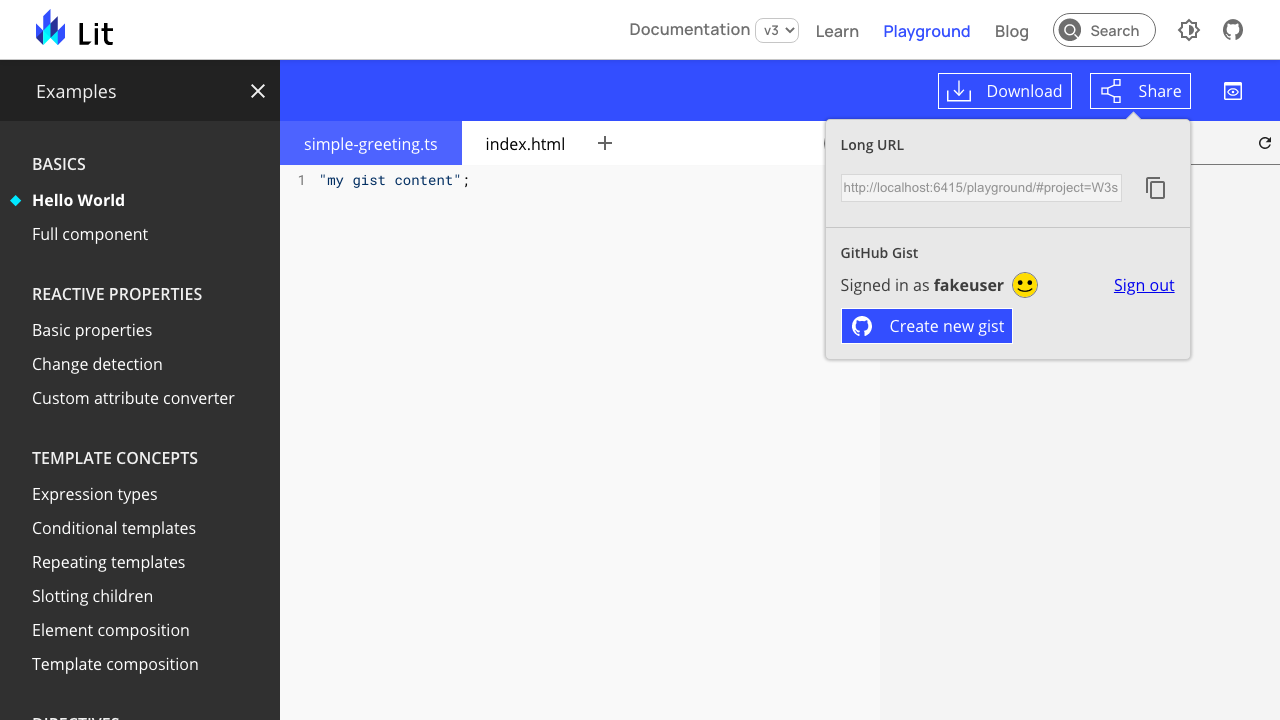 Lit
Documentation v3 Learn Playground Blog Search
Examples
Download Share
simple-greeting.ts index.html
1 "my gist content";
BASICS
Hello World
Full component
REACTIVE PROPERTIES
Basic properties
Change detection
Custom attribute converter
TEMPLATE CONCEPTS
Expression types
Conditional templates
Repeating templates
Slotting children
Element composition
Template composition
DIRECTIVES
Long URL
http://localhost:6415/playground/#project=W3s
GitHub Gist
Signed in as fakeuser Sign out
Create new gist